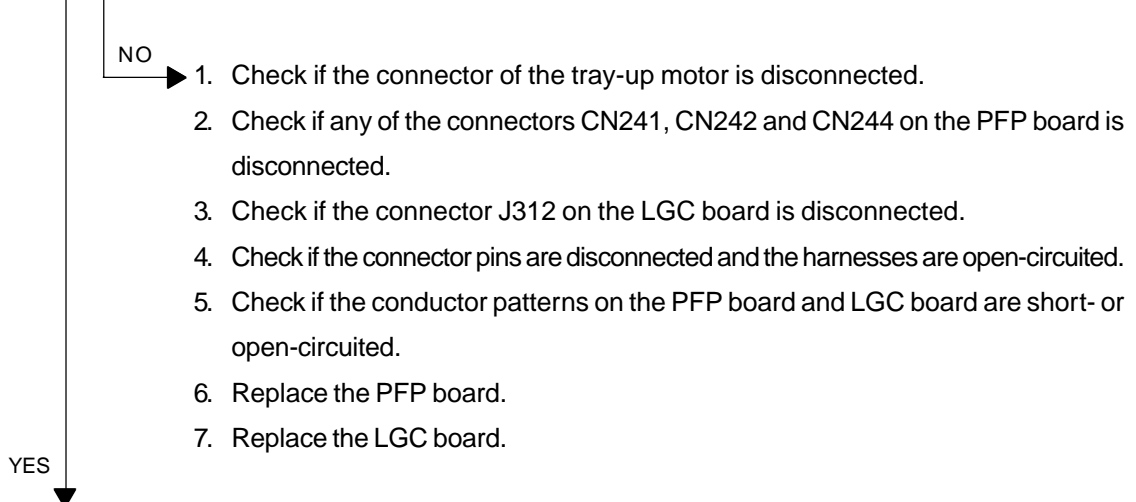 NO
1. Check if the connector of the tray-up motor is disconnected.
2. Check if any of the connectors CN241, CN242 and CN244 on the PFP board is
disconnected.
3. Check if the connector J312 on the LGC board is disconnected.
4. Check if the connector pins are disconnected and the harnesses are open-circuited.
5. Check if the conductor patterns on the PFP board and LGC board are short- or
open-circuited.
6. Replace the PFP board.
7. Replace the LGC board.
YES